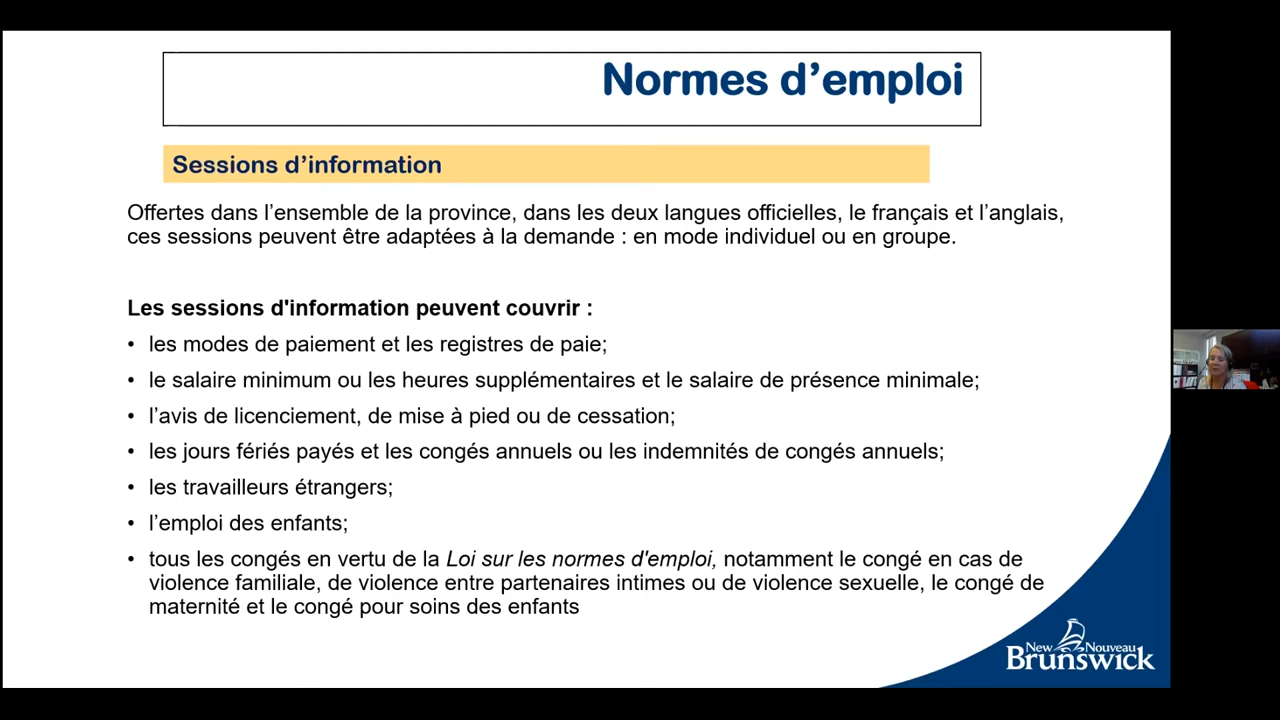 Normes d’emploi
Sessions d’information
Offertes dans l’ensemble de la province, dans les deux langues officielles, le français et l’anglais,
ces sessions peuvent être adaptées à la demande : en mode individuel ou en groupe.
Les sessions d'information peuvent couvrir :
• les modes de paiement et les registres de paie;
• le salaire minimum ou les heures supplémentaires et le salaire de présence minimale;
• l’avis de licenciement, de mise à pied ou de cessation;
• les jours fériés payés et les congés annuels ou les indemnités de congés annuels;
• les travailleurs étrangers;
• l’emploi des enfants;
• tous les congés en vertu de la Loi sur les normes d'emploi, notamment le congé en cas de
violence familiale, de violence entre partenaires intimes ou de violence sexuelle, le congé de
maternité et le congé pour soins des enfants
New Nouveau
Brunswick